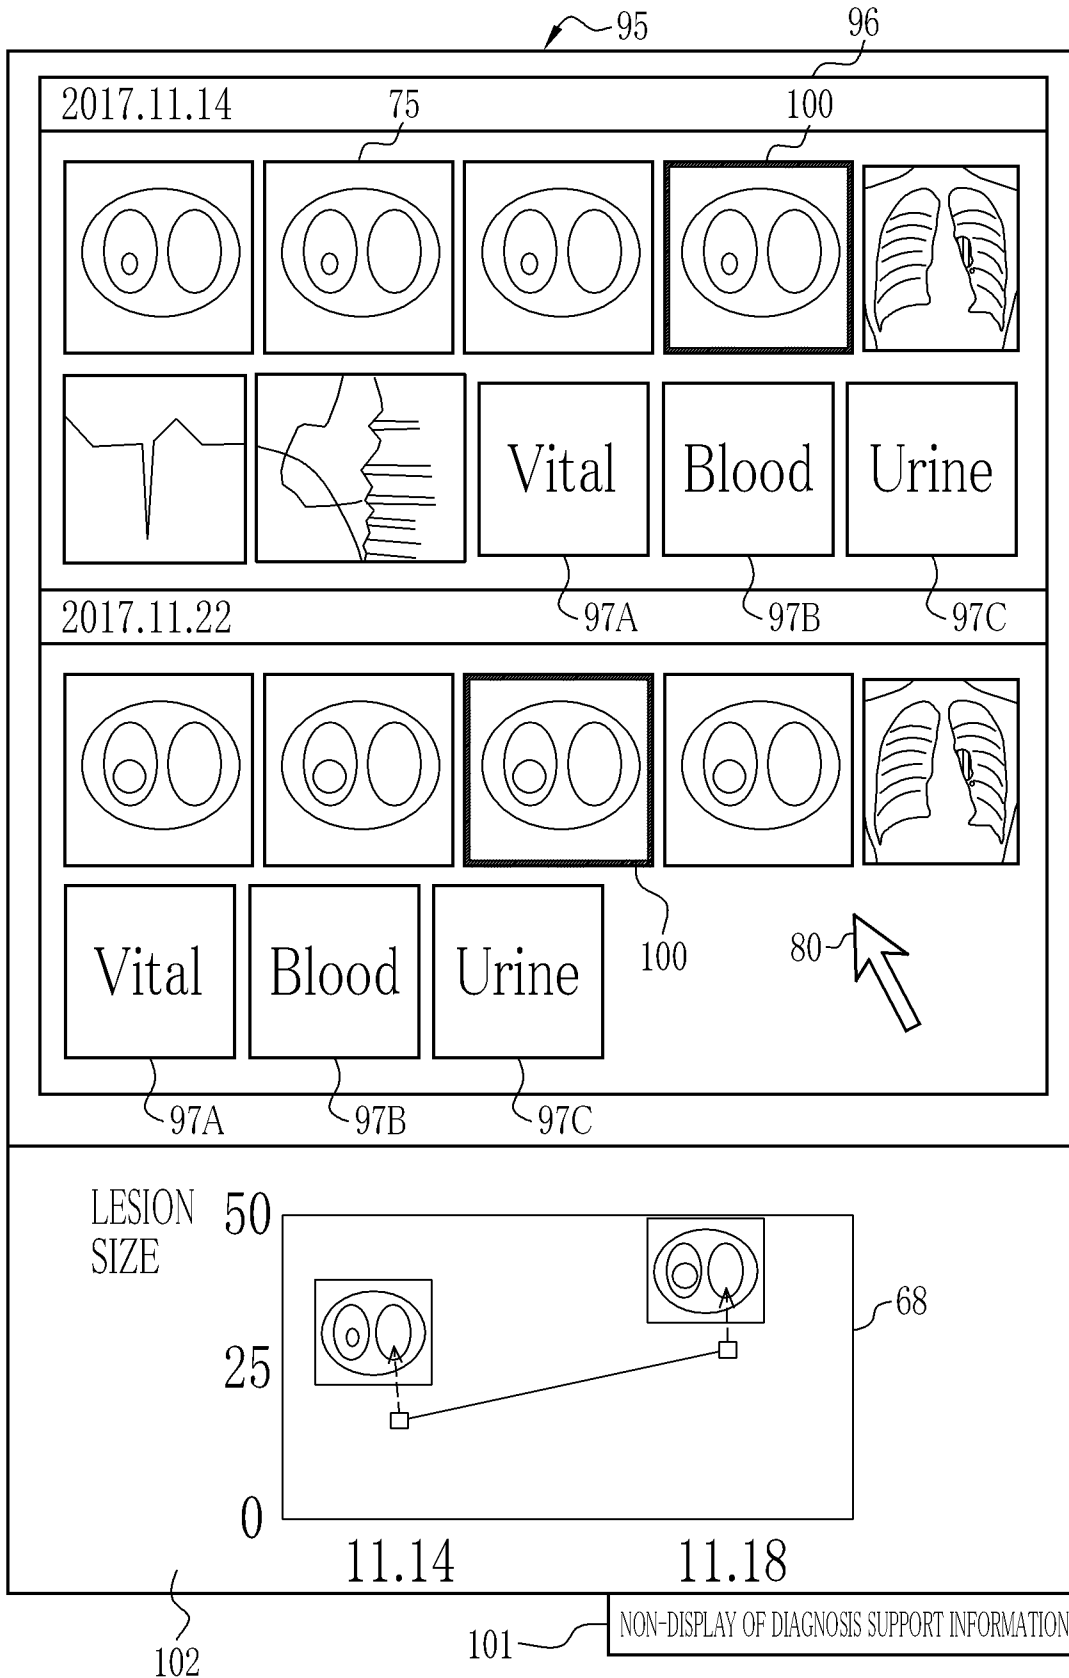 95
96
2017.11.14
75
100
Vital
Blood
Urine
2017.11.22
97A
97B
97C
100
80
Vital
Blood
Urine
97A
97B
97C
LESION
SIZE
50
25
0
68
11.14
11.18
102
101
NON-DISPLAY OF DIAGNOSIS SUPPORT INFORMATION